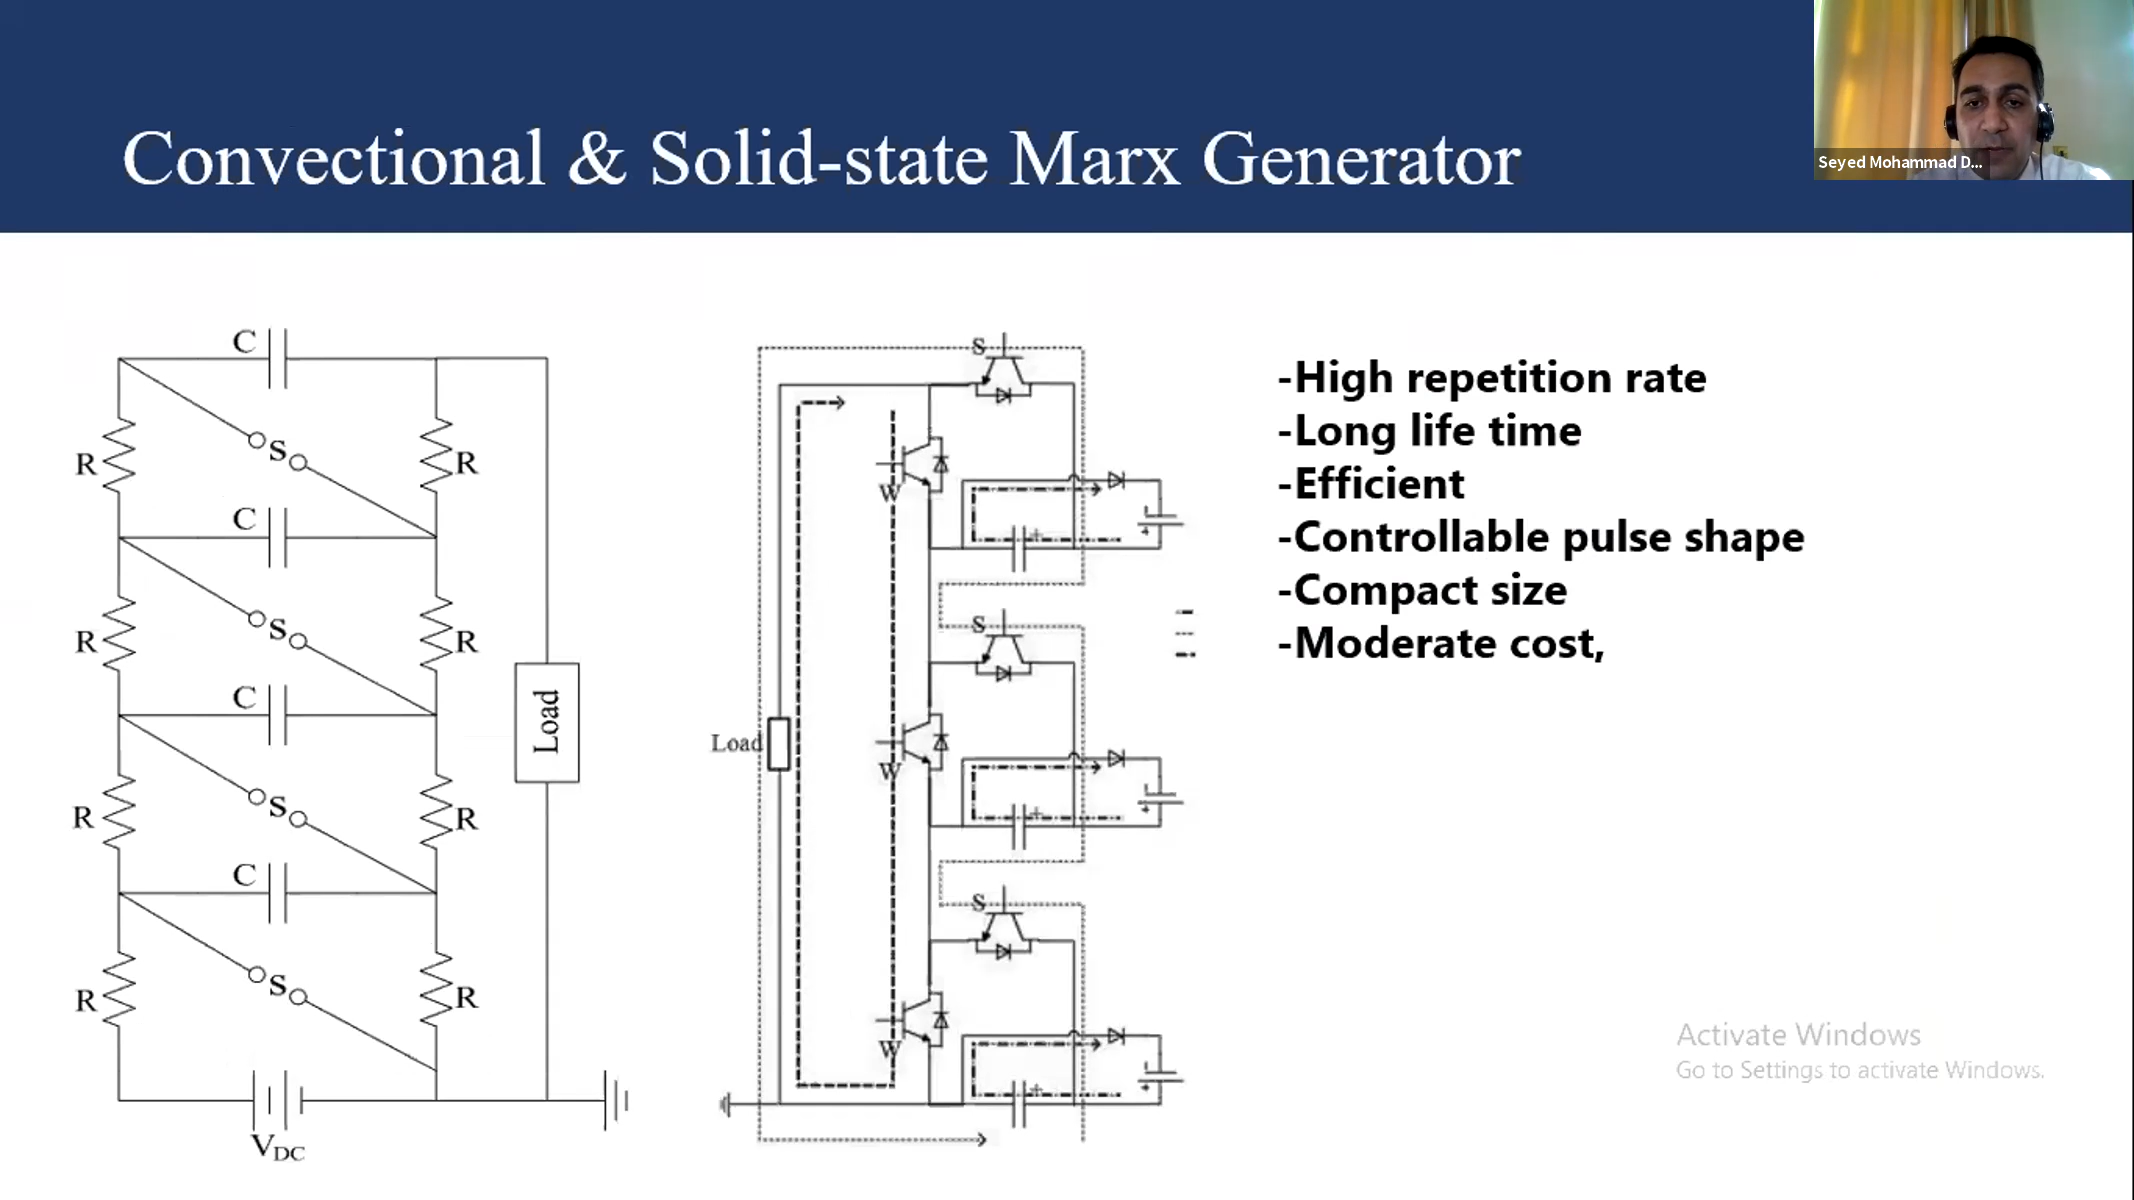 Convectional & Solid-state Marx Generator
Seyed Mohammad D...
C
S
R
R
C
S
R
R
C
S
R
R
C
S
R
R
Load
VDC
S
W
S
W
Load
S
W
-High repetition rate
-Long life time
-Efficient
-Controllable pulse shape
-Compact size
-Moderate cost,
Activate Windows
Go to Settings to activate Windows.